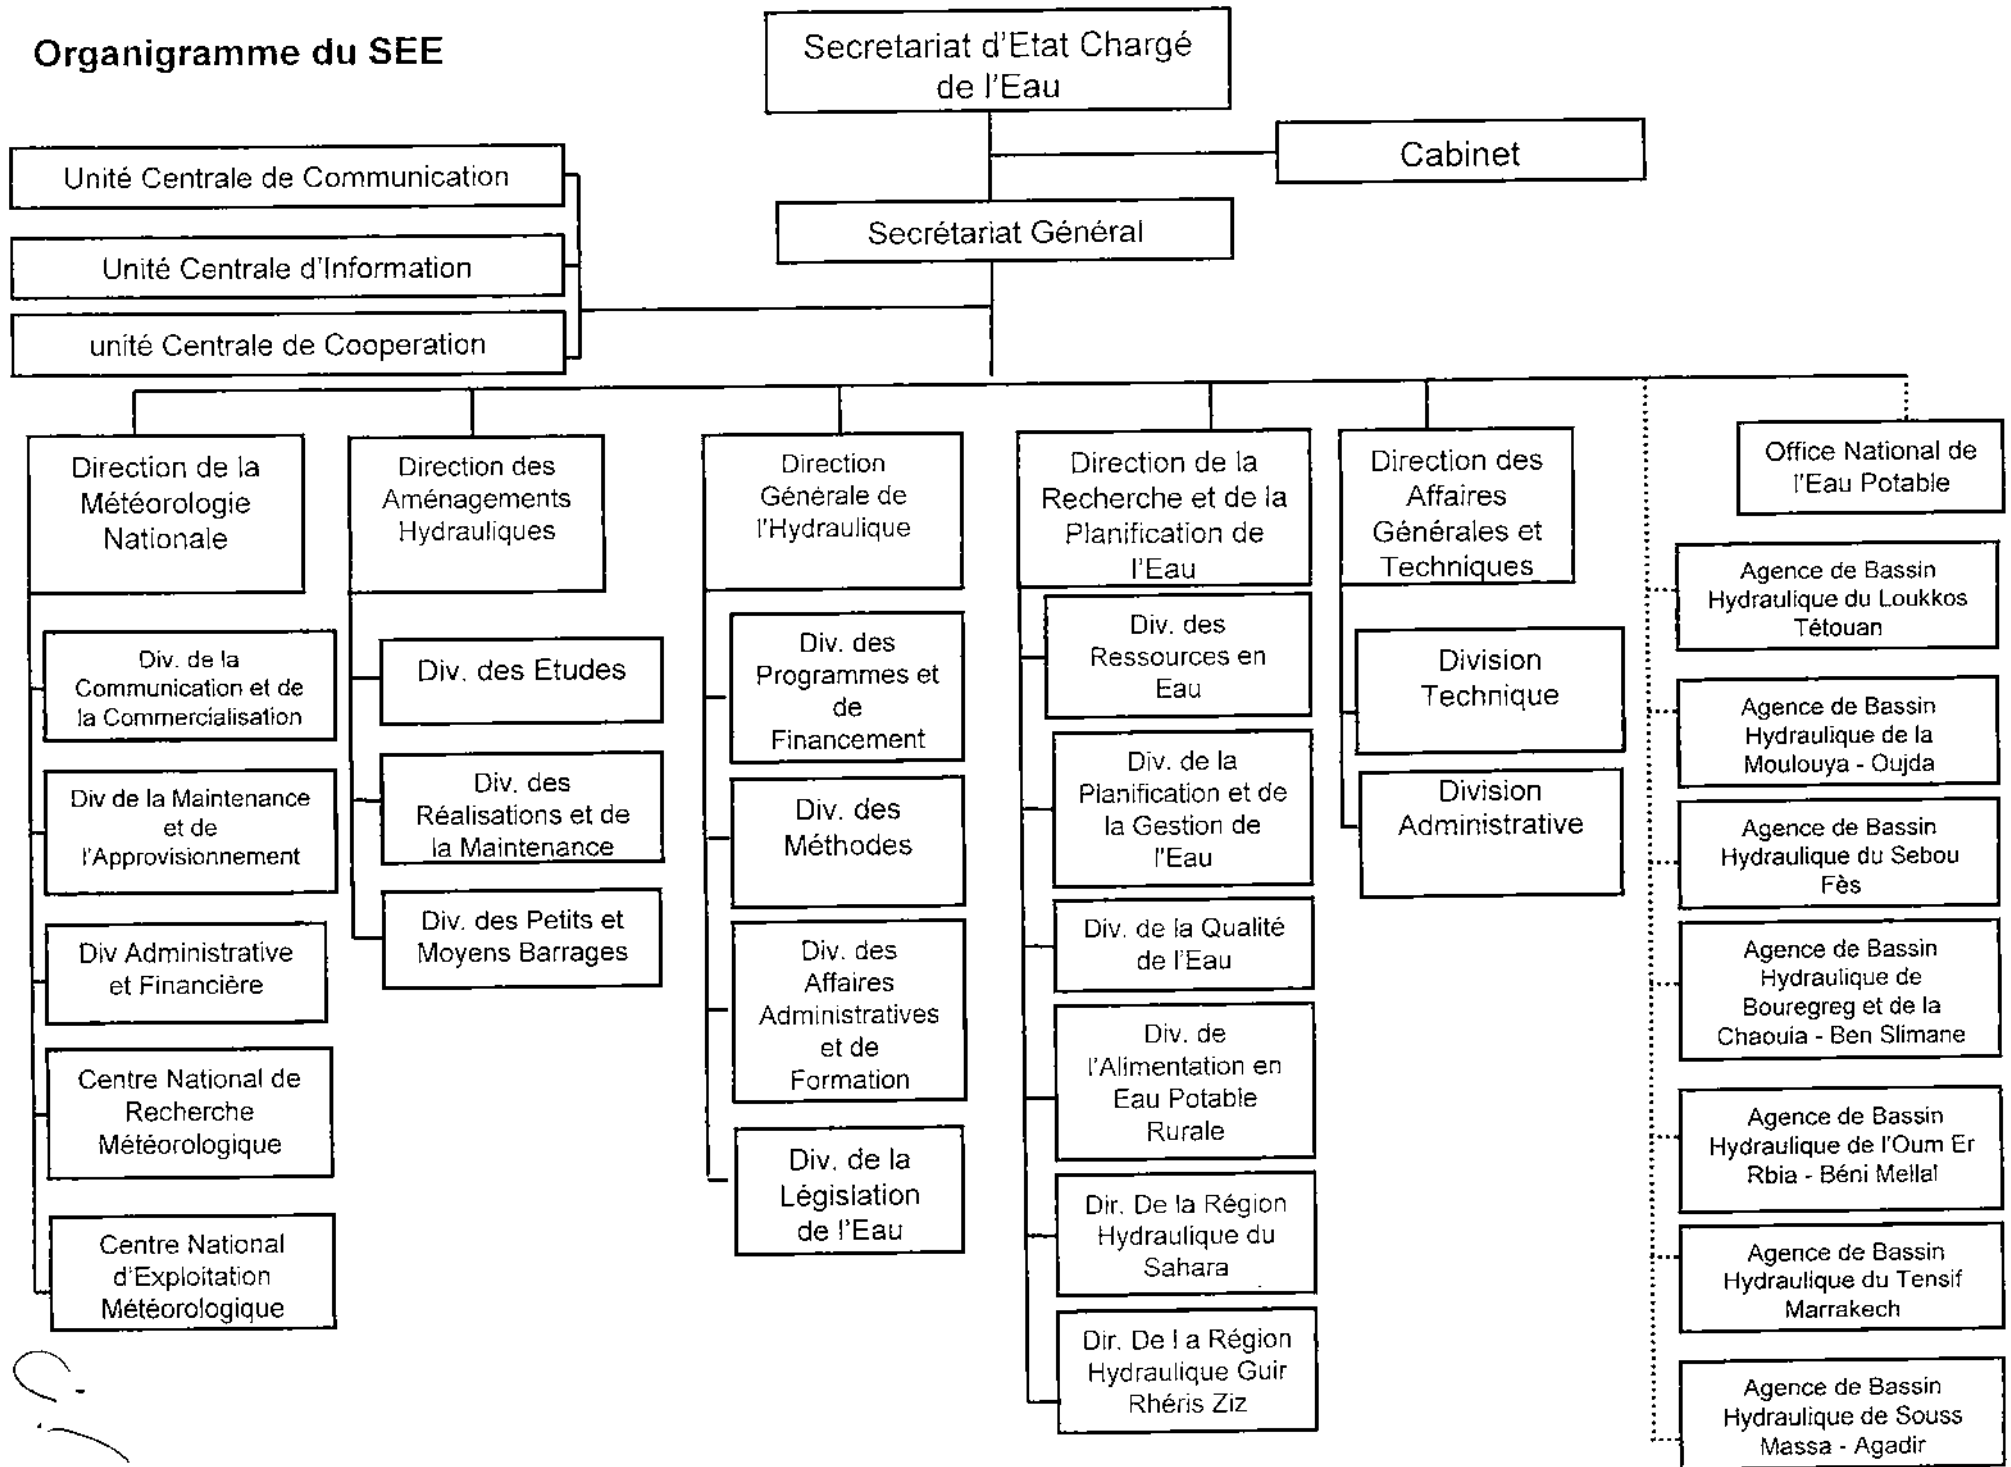 Organigramme du SEE
Secretariat d'Etat Chargé
de l'Eau
Cabinet
Secrétariat Général
Unité Centrale de Communication
Unité Centrale d'Information
unité Centrale de Cooperation
Direction de la
Météorologie
Nationale
Div. de la
Communication et de
la Commercialisation
Div de la Maintenance
et de
l'Approvisionnement
Div Administrative
et Financière
Centre National de
Recherche
Météorologique
Centre National
d'Exploitation
Météorologique
Direction des
Aménagements
Hydrauliques
Div. des Etudes
Div. des
Réalisations et de
la Maintenance
Div. des Petits et
Moyens Barrages
Direction
Générale de
l'Hydraulique
Div. des
Programmes et
de
Financement
Div. des
Méthodes
Div. des
Affaires
Administratives
et de
Formation
Div. de la
Législation
de l'Eau
Direction de la
Recherche et de la
Planification de
l'Eau
Div. des
Ressources en
Eau
Div. de la
Planification et de
la Gestion de
l'Eau
Div. de la Qualité
de l'Eau
Div. de
l'Alimentation en
Eau Potable
Rurale
Dir. De la Région
Hydraulique du
Sahara
Dir. De l a Région
Hydraulique Guir
Rhéris Ziz
Direction des
Affaires
Générales et
Techniques
Division
Technique
Division
Administrative
Office National de
l'Eau Potable
Agence de Bassin
Hydraulique du Loukkos
Tétouan
Agence de Bassin
Hydraulique de la
Moulouya - Oujda
Agence de Bassin
Hydraulique du Sebou
Fès
Agence de Bassin
Hydraulique de
Bouregreg et de la
Chaouia - Ben Slimane
Agence de Bassin
Hydraulique de l'Oum Er
Rbia - Béni Mellal
Agence de Bassin
Hydraulique du Tensif
Marrakech
Agence de Bassin
Hydraulique de Souss
Massa - Agadir